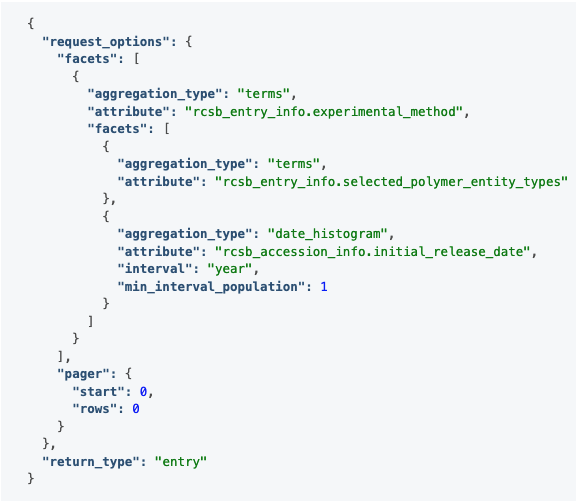 {
  "request_options": {
    "facets": [
      {
        "aggregation_type": "terms",
        "attribute": "rcsb_entry_info.experimental_method",
        "facets": [
          {
            "aggregation_type": "terms",
            "attribute": "rcsb_entry_info.selected_polymer_entity_types"
          },
          {
            "aggregation_type": "date_histogram",
            "attribute": "rcsb_accession_info.initial_release_date",
            "interval": "year",
            "min_interval_population": 1
          }
        ]
      }
    ],
    "pager": {
      "start": 0,
      "rows": 0
    }
  },
  "return_type": "entry"
}